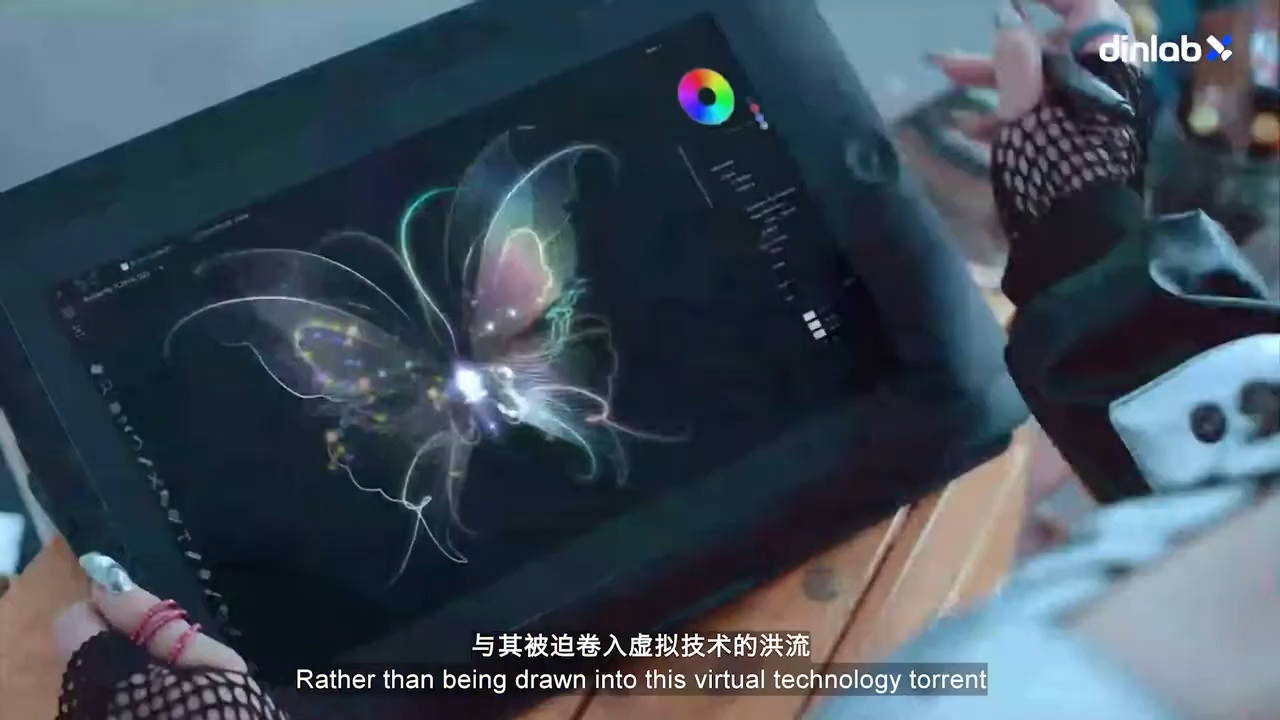 dinlab
与其被迫卷入虚拟技术的洪流
Rather than being drawn into this virtual technology torrent